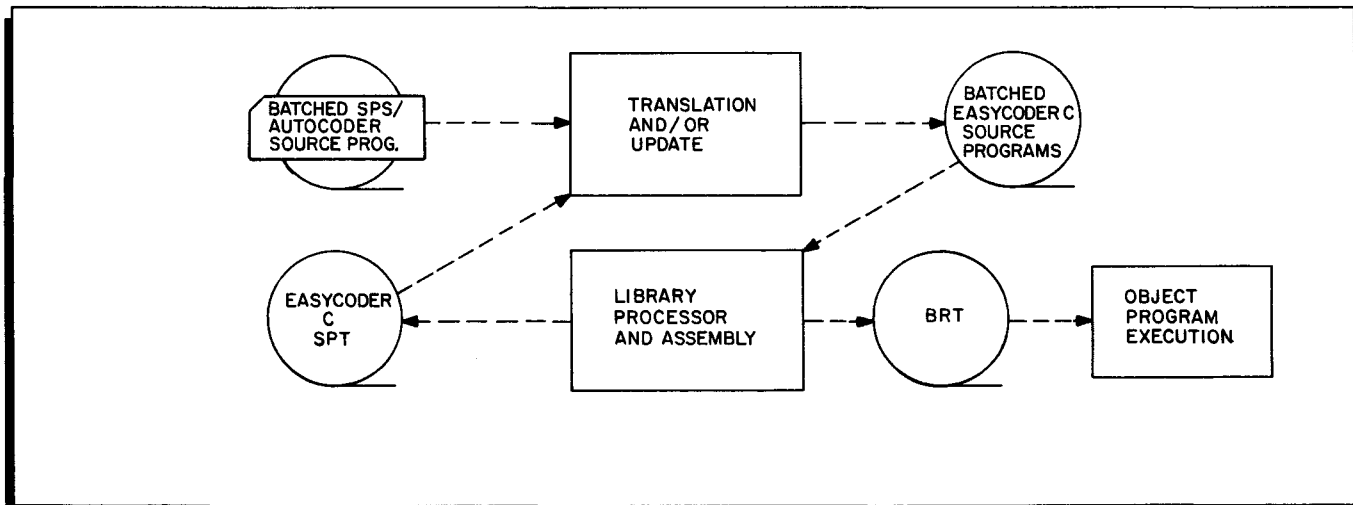 BATCHED SPS/
AUTOCODER
SOURCE PROG.
TRANSLATION
AND/OR
UPDATE
BATCHED
EASYCODER C
SOURCE
PROGRAMS
EASYCODER
C
SPT
LIBRARY
PROCESSOR
AND ASSEMBLY
BRT
OBJECT
PROGRAM
EXECUTION